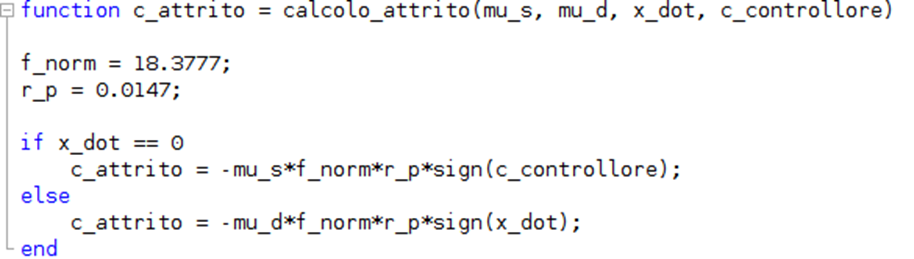 function c_attrito = calcolo_attrito(mu_s, mu_d, x_dot, c_controllore)
f_norm = 18.3777;
r_p = 0.0147;
if x_dot == 0
c_attrito = -mu_s*f_norm*r_p*sign(c_controllore);
else
c_attrito = -mu_d*f_norm*r_p*sign(x_dot);
end